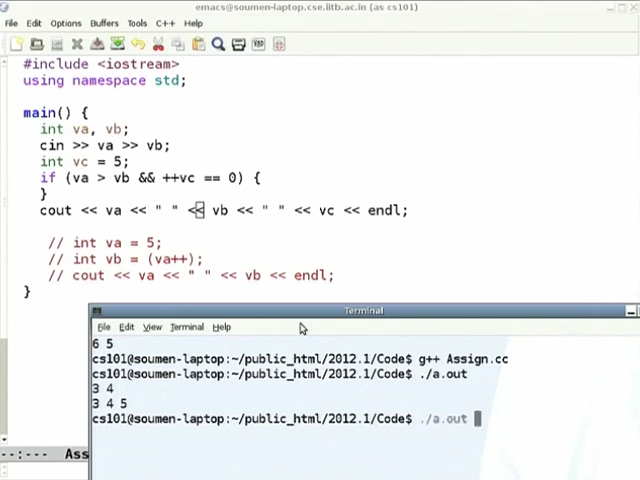 emacs@soumen-laptop.cse.iitb.ac.in (as cs101)
File Edit Options Buffers Tools C++ Help
#include <iostream>
using namespace std;
main() {
int va, vb;
cin >> va >> vb;
int vc = 5;
if (va > vb && ++vc == 0) {
}
cout << va << " " << vb << " " << vc << endl;
// int va = 5;
// int vb = (va++);
// cout << va << " " << vb << endl;
}
Terminal
File Edit View Terminal Help
6 5
cs101@soumen-laptop:~/public_html/2012.1/Code$ g++ Assign.cc
cs101@soumen-laptop:~/public_html/2012.1/Code$ ./a.out
3 4
3 4 5
cs101@soumen-laptop:~/public_html/2012.1/Code$ ./a.out
--:--- Ass